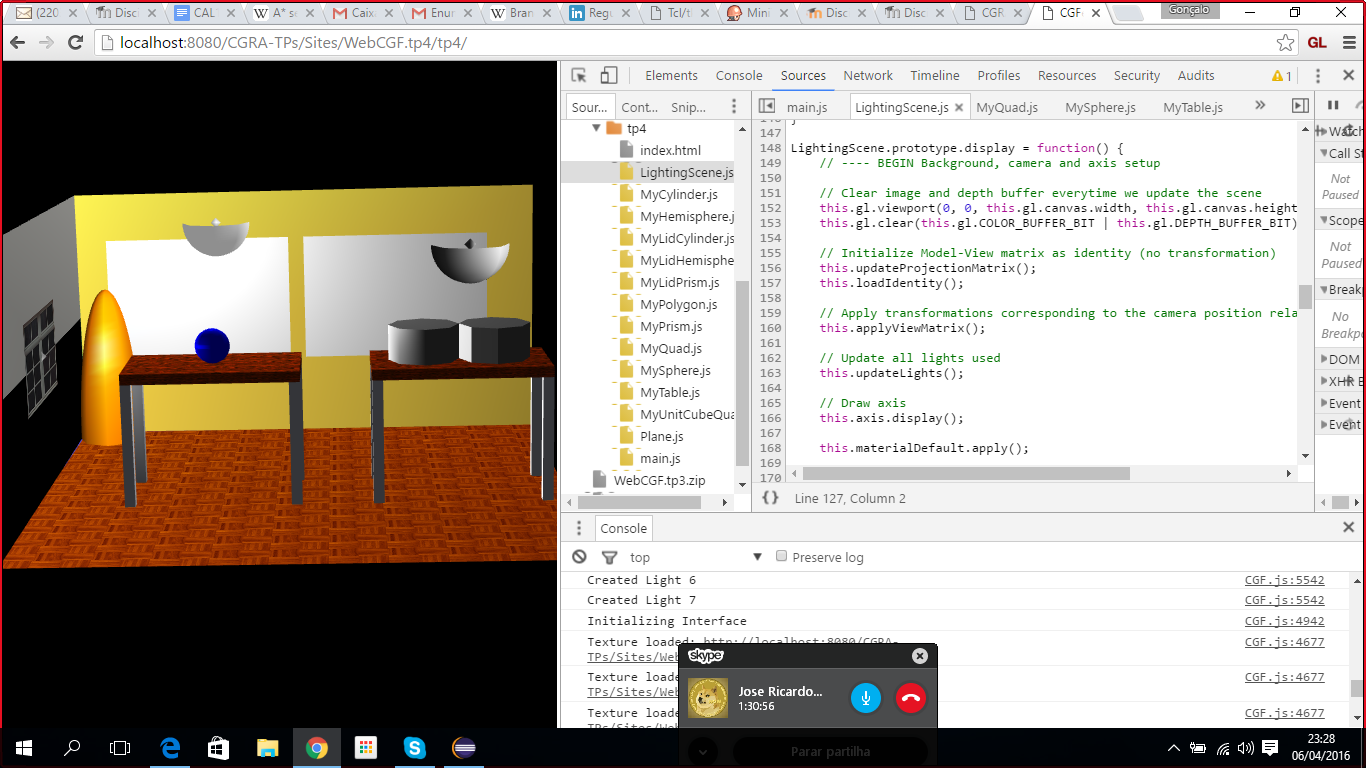 (220
Disci
CAL
A* se
Caixa
Enun
Bran
Regu
Tcl/tl
Mini
Disc
Disc
CGR
CGF-
Gonçalo
localhost:8080/CGRA-TPs/Sites/WebCGF.tp4/tp4/
GL
Elements Console Sources Network Timeline Profiles Resources Security Audits 1
Sour... Cont... Snip...
main.js LightingScene.js MyQuad.js MySphere.js MyTable.js
tp4
index.html
LightingScene.js
MyCylinder.js
MyHemisphere.j
MyLidCylinder.js
MyLidHemisphe
MyLidPrism.js
MyPolygon.js
MyPrism.js
MyQuad.js
MySphere.js
MyTable.js
MyUnitCubeQua
Plane.js
main.js
WebCGF.tp3.zip
146 }
147
148 LightingScene.prototype.display = function() {
149 // ---- BEGIN Background, camera and axis setup
150
151 // Clear image and depth buffer everytime we update the scene
152 this.gl.viewport(0, 0, this.gl.canvas.width, this.gl.canvas.height
153 this.gl.clear(this.gl.COLOR_BUFFER_BIT | this.gl.DEPTH_BUFFER_BIT)
154
155 // Initialize Model-View matrix as identity (no transformation)
156 this.updateProjectionMatrix();
157 this.loadIdentity();
158
159 // Apply transformations corresponding to the camera position rela
160 this.applyViewMatrix();
161
162 // Update all lights used
163 this.updateLights();
164
165 // Draw axis
166 this.axis.display();
167
168 this.materialDefault.apply();
169
170
{} Line 127, Column 2
Watch
Call St
Not
Paused
Scope
Not
Paused
Breakp
No
Breakpo
DOM
XHR B
Event
Event
Console
top Preserve log
Created Light 6 CGF.js:5542
Created Light 7 CGF.js:5542
Initializing Interface CGF.js:4942
Texture loaded: http://localhost:8080/CGRA- CGF.js:4677
TPs/Sites/Web
Texture loade CGF.js:4677
TPs/Sites/Web
Texture loade CGF.js:4677
TPs/Sites/Web
skype
Jose Ricardo...
1:30:56
Parar partilha
23:28
06/04/2016